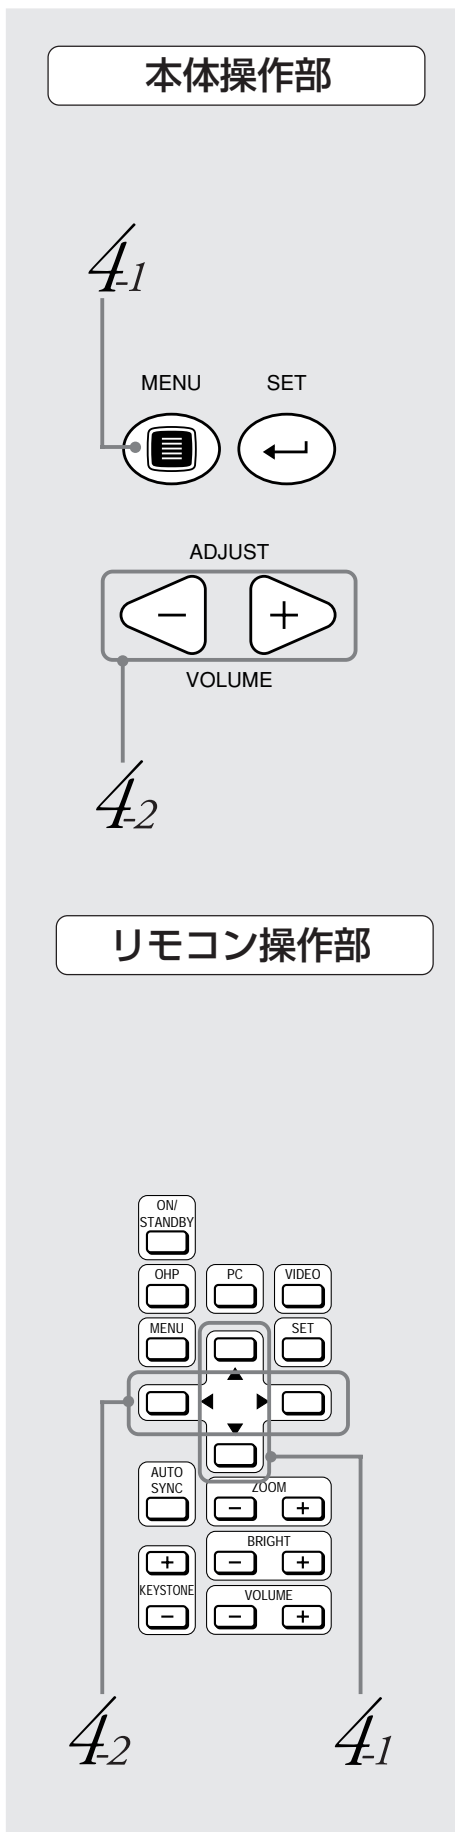 本体操作部
4-1
MENU SET
ADJUST
− +
VOLUME
4-2
リモコン操作部
ON/
STANDBY
OHP PC VIDEO
MENU SET
AUTO
SYNC
ZOOM
− +
BRIGHT
− +
+
KEYSTONE
−
VOLUME
− +
4-2 4-1